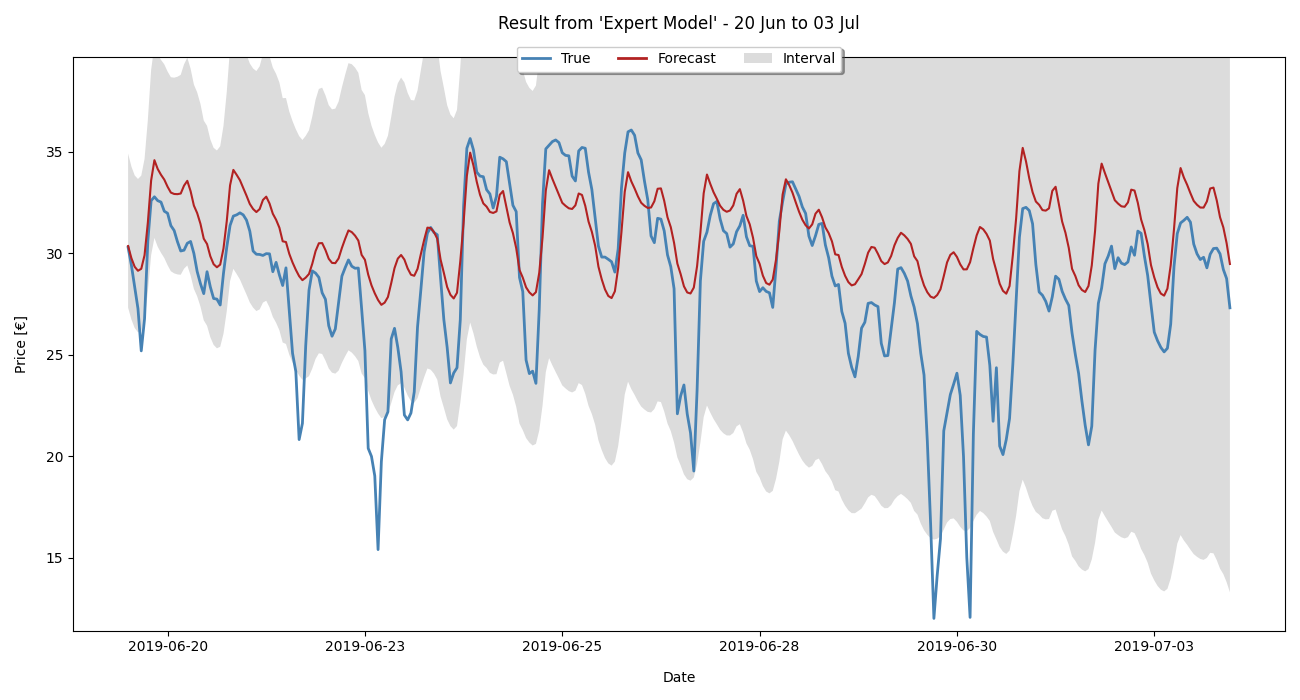 Result from 'Expert Model' - 20 Jun to 03 Jul
True Forecast Interval
Price [€]
35
30
25
20
15
2019-06-20 2019-06-23 2019-06-25 2019-06-28 2019-06-30 2019-07-03
Date